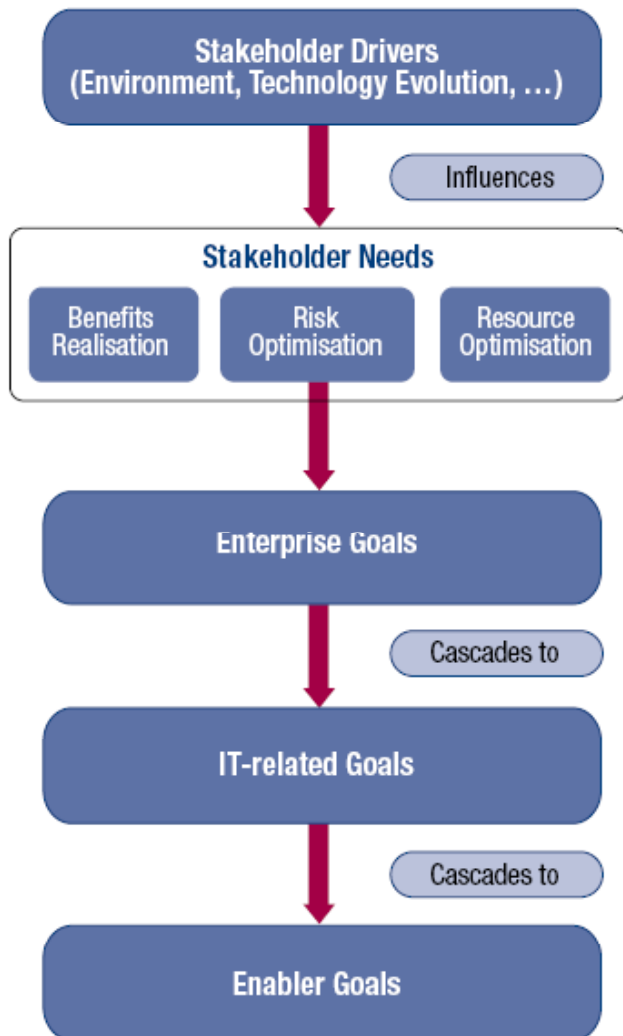 Stakeholder Drivers
(Environment, Technology Evolution, …)
Influences
Stakeholder Needs
Benefits
Realisation
Risk
Optimisation
Resource
Optimisation
Enterprise Goals
Cascades to
IT-related Goals
Cascades to
Enabler Goals